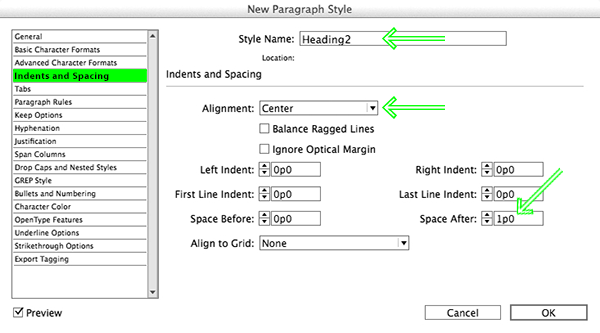 New Paragraph Style
General
Basic Character Formats
Advanced Character Formats
Indents and Spacing
Tabs
Paragraph Rules
Keep Options
Hyphenation
Justification
Span Columns
Drop Caps and Nested Styles
GREP Style
Bullets and Numbering
Character Color
OpenType Features
Underline Options
Strikethrough Options
Export Tagging
Preview
Style Name: Heading2
Location:
Indents and Spacing
Alignment: Center
Balance Ragged Lines
Ignore Optical Margin
Left Indent: 0p0 Right Indent: 0p0
First Line Indent: 0p0 Last Line Indent: 0p0
Space Before: 0p0 Space After: 1p0
Align to Grid: None
Cancel OK